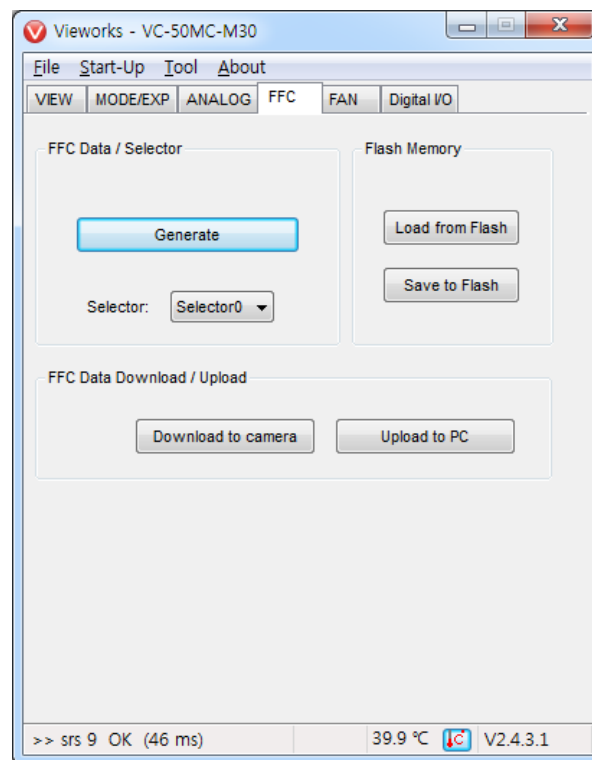 Vieworks - VC-50MC-M30
File Start-Up Tool About
VIEW MODE/EXP ANALOG FFC FAN Digital I/O
FFC Data / Selector
Flash Memory
Generate
Load from Flash
Selector: Selector0
Save to Flash
FFC Data Download / Upload
Download to camera Upload to PC
>> srs 9 OK (46 ms) 39.9 ℃ C V2.4.3.1